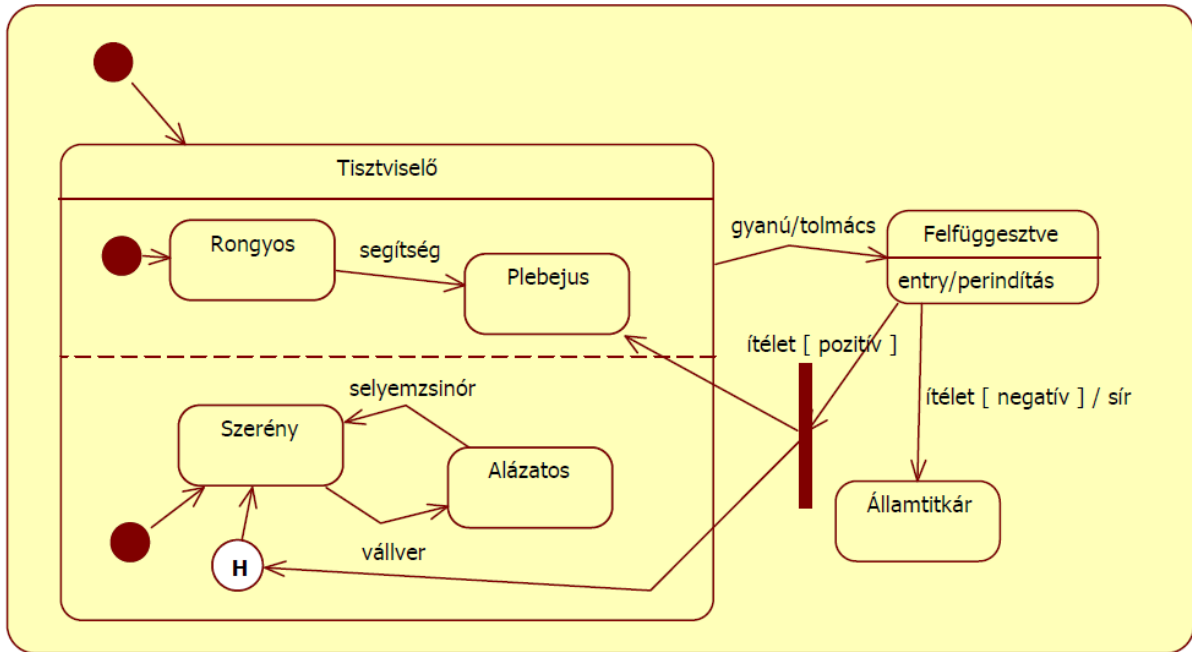 Tisztviselő
gyanú/tolmács
Felfüggesztve
Rongyos
segítség
Plebejus
entry/perindítás
ítélet [ pozitív ]
selyemzsinór
ítélet [ negatív ] / sír
Szerény
Alázatos
Államtitkár
vállver
H